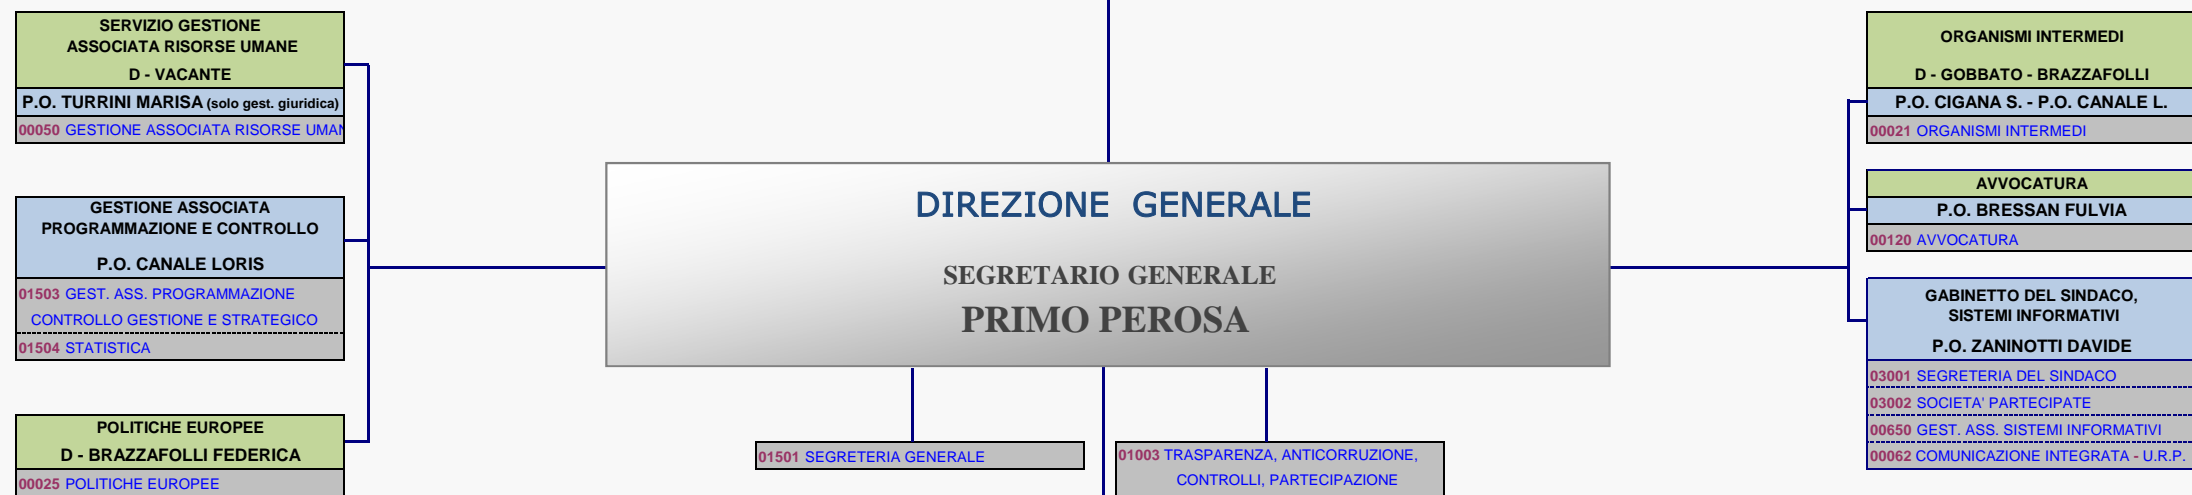 SERVIZIO GESTIONE
ASSOCIATA RISORSE UMANE
D - VACANTE
P.O. TURRINI MARISA (solo gest. giuridica)
00050 GESTIONE ASSOCIATA RISORSE UMAN
GESTIONE ASSOCIATA
PROGRAMMAZIONE E CONTROLLO
P.O. CANALE LORIS
01503 GEST. ASS. PROGRAMMAZIONE
CONTROLLO GESTIONE E STRATEGICO
01504 STATISTICA
POLITICHE EUROPEE
D - BRAZZAFOLLI FEDERICA
00025 POLITICHE EUROPEE
DIREZIONE GENERALE
SEGRETARIO GENERALE
PRIMO PEROSA
01501 SEGRETERIA GENERALE
01003 TRASPARENZA, ANTICORRUZIONE,
CONTROLLI, PARTECIPAZIONE
ORGANISMI INTERMEDI
D - GOBBATO - BRAZZAFOLLI
P.O. CIGANA S. - P.O. CANALE L.
00021 ORGANISMI INTERMEDI
AVVOCATURA
P.O. BRESSAN FULVIA
00120 AVVOCATURA
GABINETTO DEL SINDACO,
SISTEMI INFORMATIVI
P.O. ZANINOTTI DAVIDE
03001 SEGRETERIA DEL SINDACO
03002 SOCIETA' PARTECIPATE
00650 GEST. ASS. SISTEMI INFORMATIVI
00062 COMUNICAZIONE INTEGRATA - U.R.P.